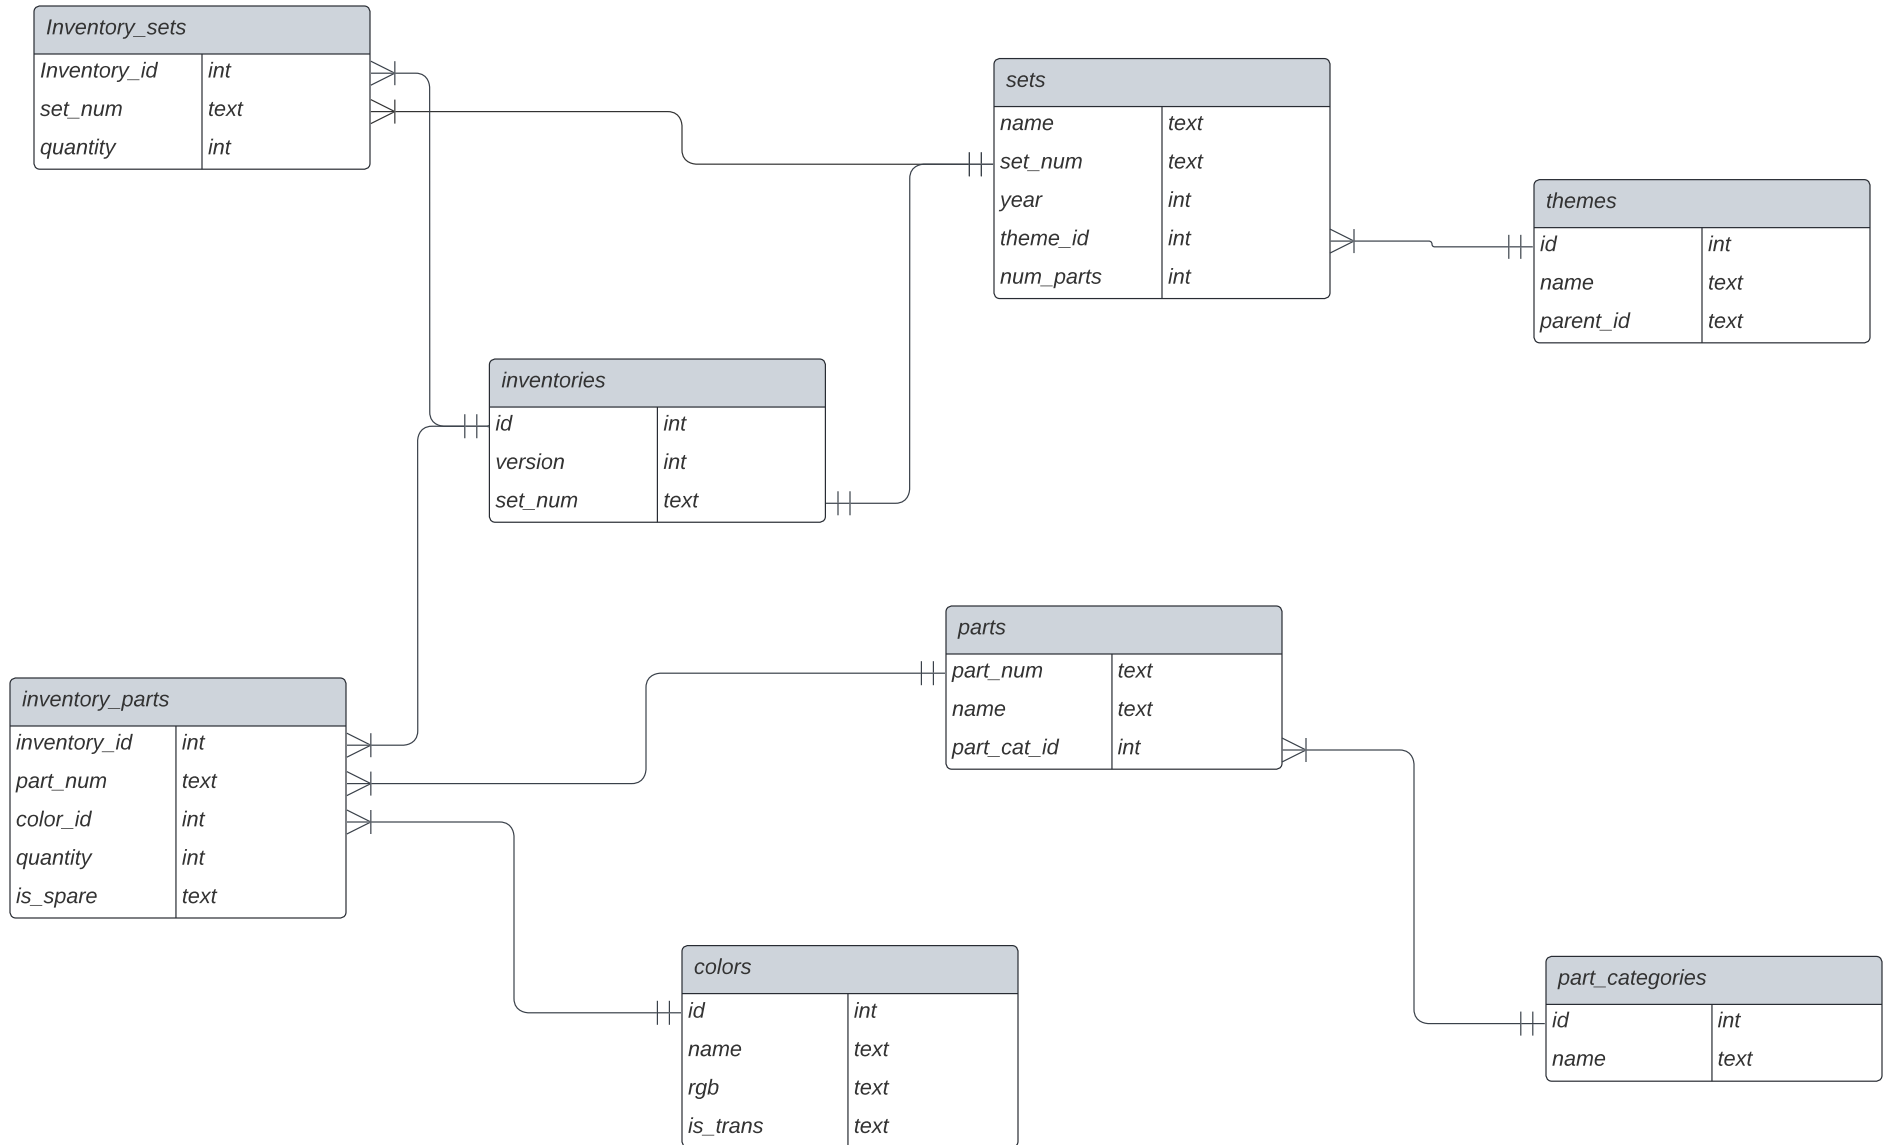 Inventory_sets
Inventory_id int
set_num text
quantity int
sets
name text
set_num text
year int
theme_id int
num_parts int
themes
id int
name text
parent_id text
inventories
id int
version int
set_num text
parts
part_num text
name text
part_cat_id int
inventory_parts
inventory_id int
part_num text
color_id int
quantity int
is_spare text
colors
id int
name text
rgb text
is_trans text
part_categories
id int
name text